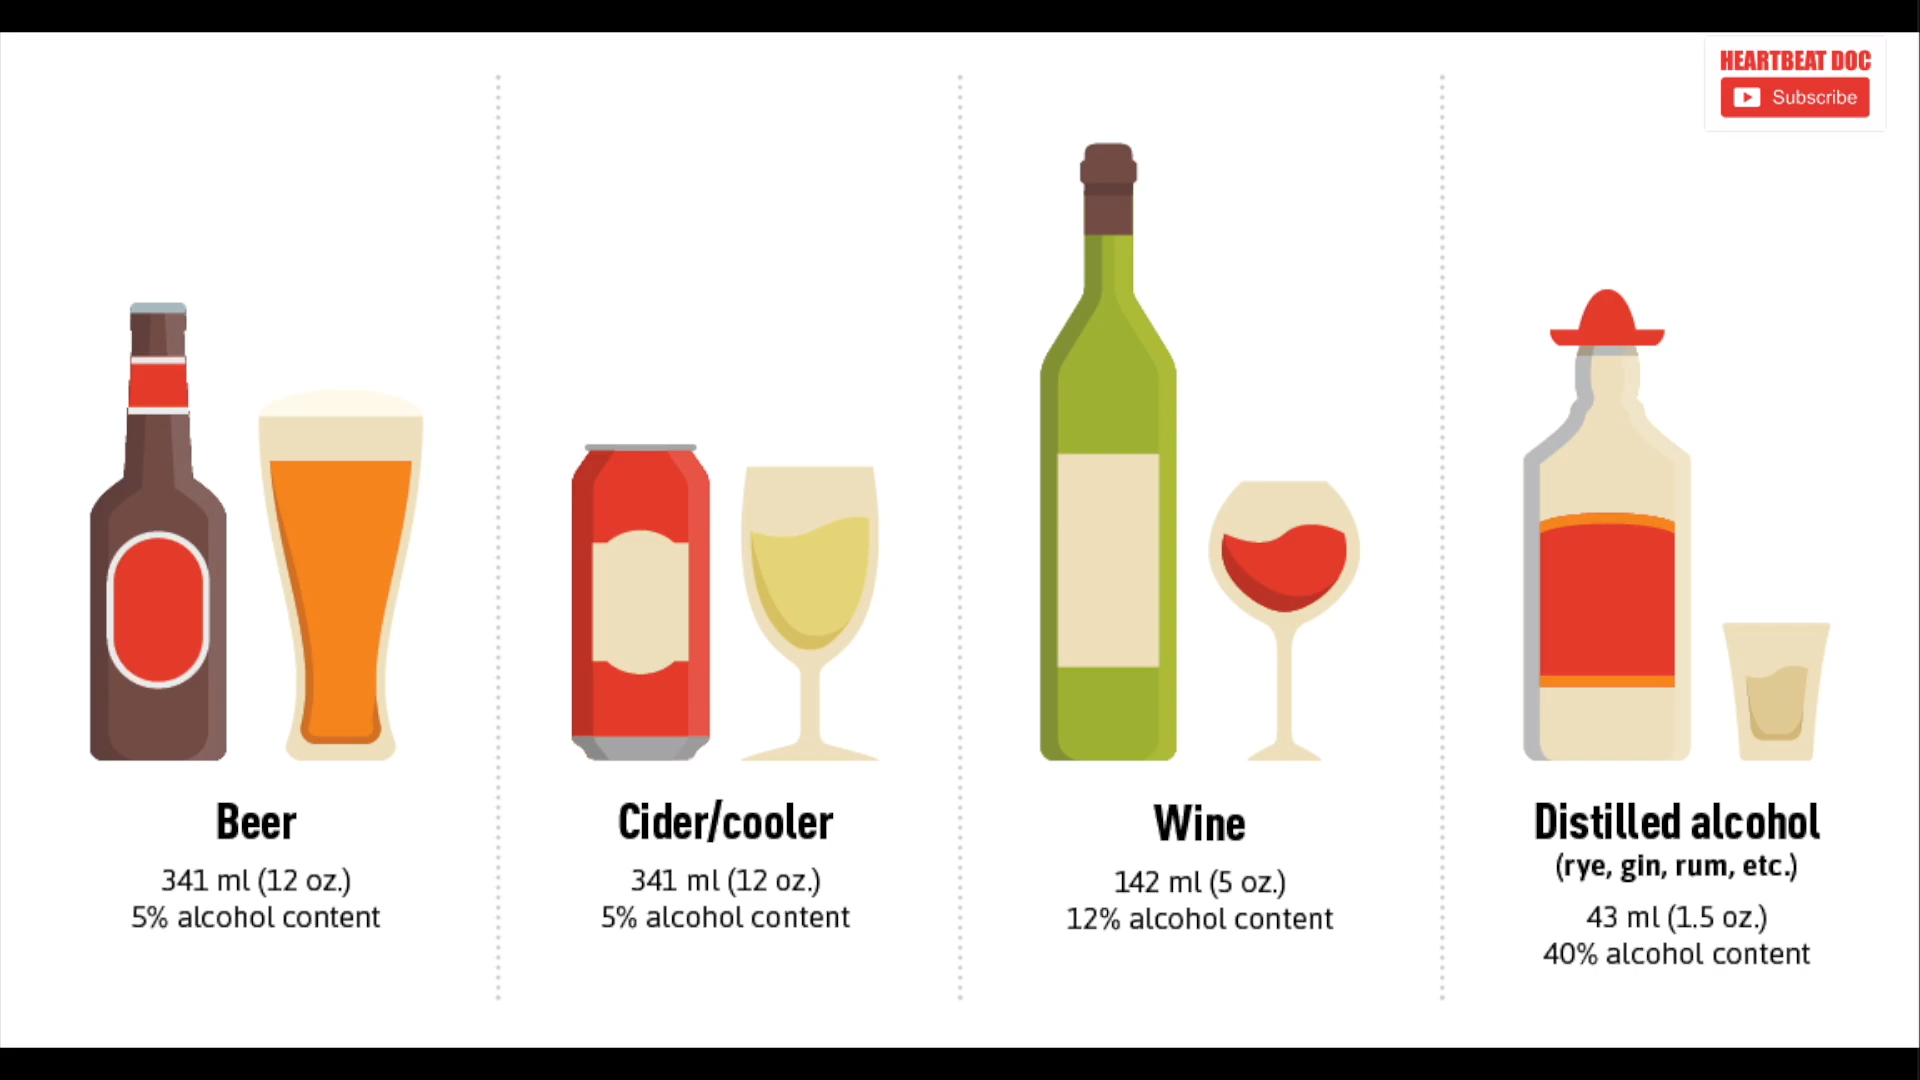 HEARTBEAT DOC
Subscribe
Beer
341 ml (12 oz.)
5% alcohol content
Cider/cooler
341 ml (12 oz.)
5% alcohol content
Wine
142 ml (5 oz.)
12% alcohol content
Distilled alcohol
(rye, gin, rum, etc.)
43 ml (1.5 oz.)
40% alcohol content